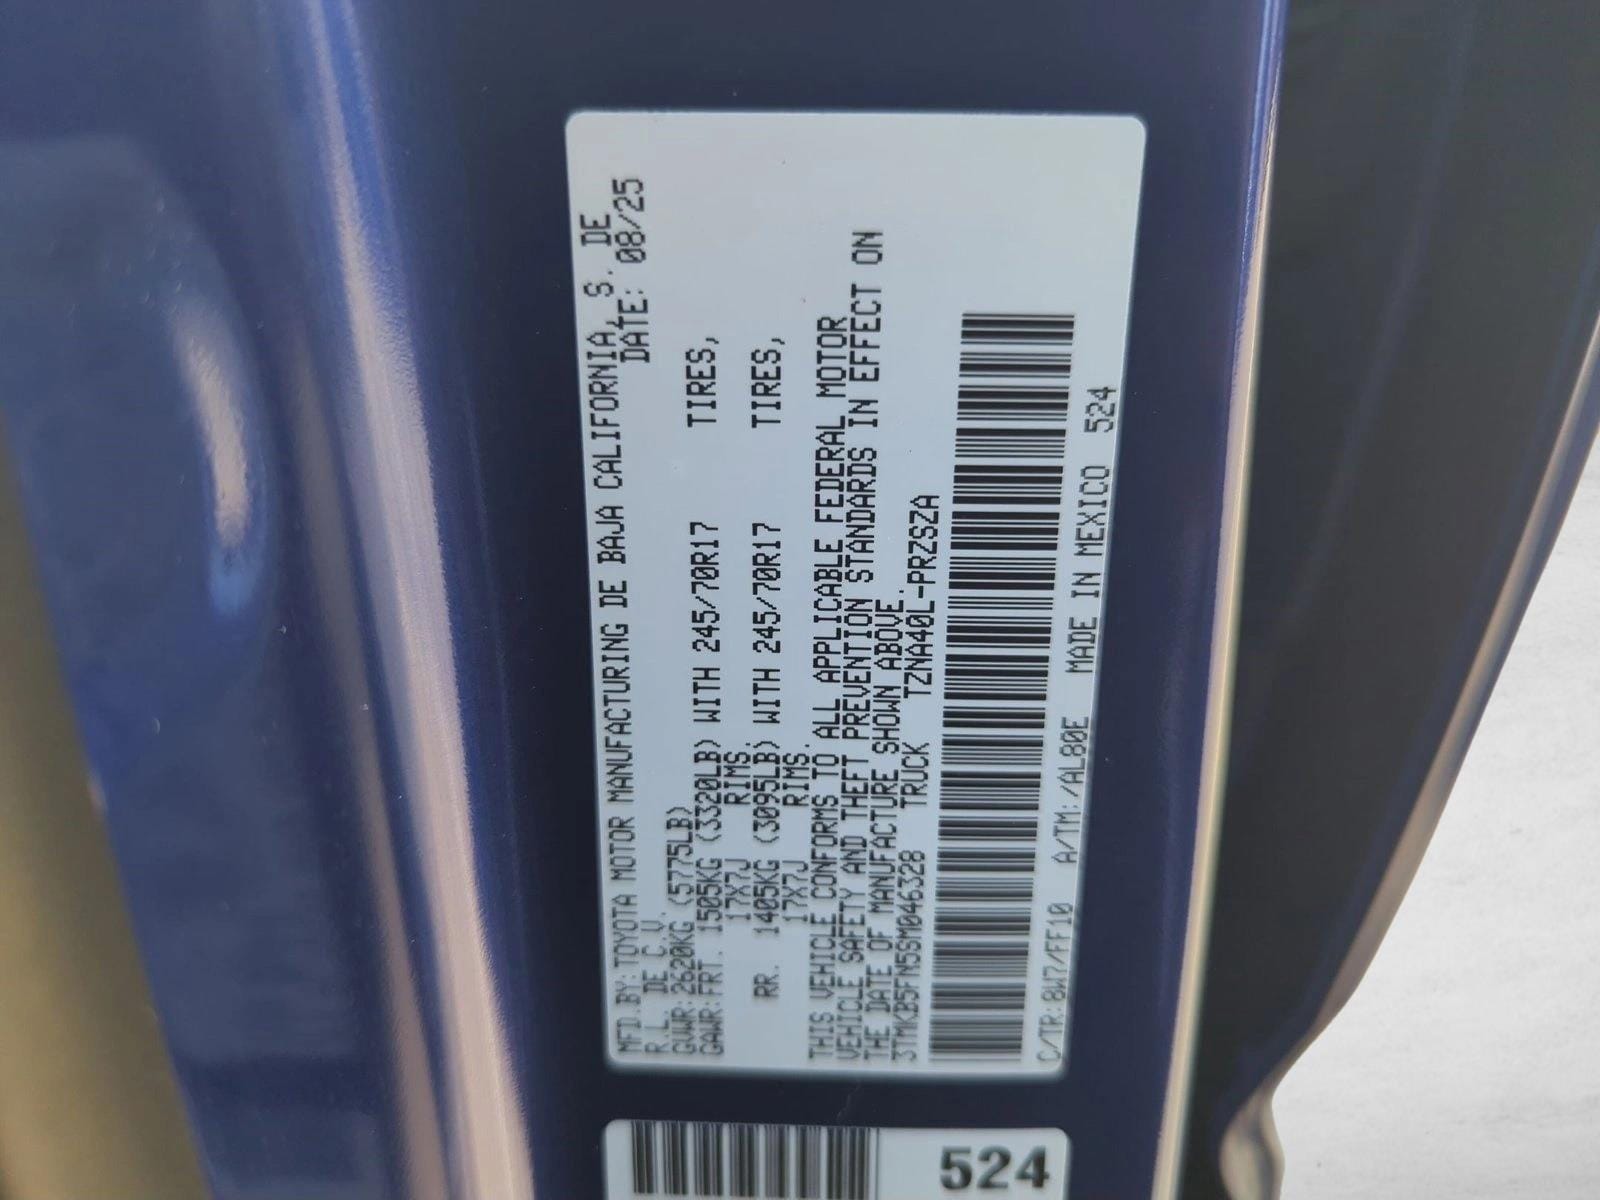 MFD.BY:TOYOTA MOTOR MANUFACTURING DE BAJA CALIFORNIA, S. DE
R.L. DE C.V. DATE: 08/25
GVWR:2620KG (5775LB)
GAWR:FRT. 1505KG (3320LB) WITH 245/70R17 TIRES,
17X7J RIMS.
RR. 1405KG (3095LB) WITH 245/70R17 TIRES,
17X7J RIMS.
THIS VEHICLE CONFORMS TO ALL APPLICABLE FEDERAL MOTOR
VEHICLE SAFETY AND THEFT PREVENTION STANDARDS IN EFFECT ON
THE DATE OF MANUFACTURE SHOWN ABOVE.
3TMKB5FN5SM046328 TRUCK TZNA40L-PRZSZA
C/TR:8W7/FF10 A/TM:/AL80E MADE IN MEXICO 524
524